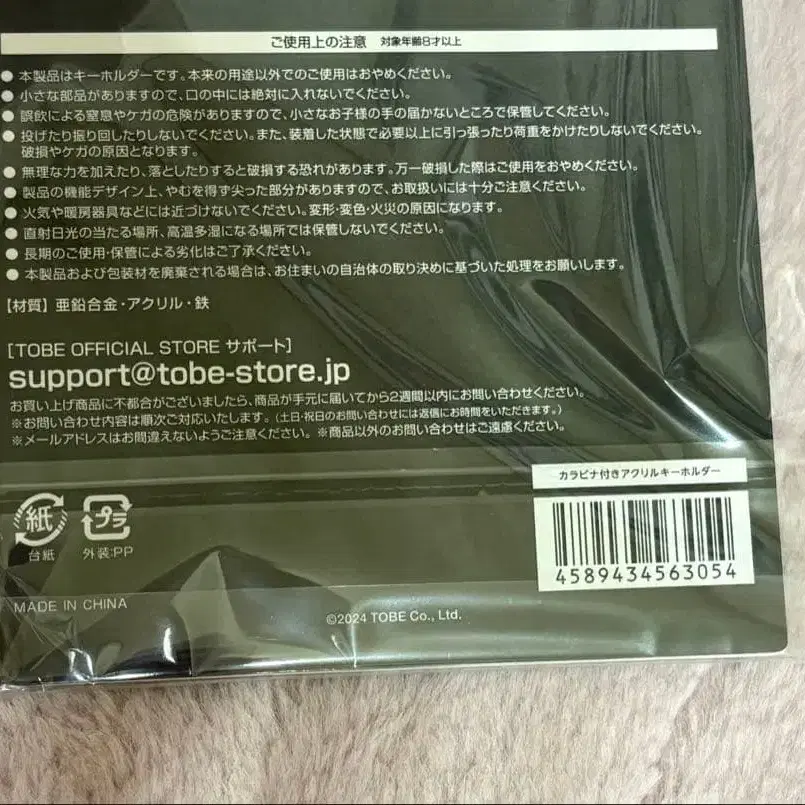 ご使用上の注意 対象年齢8才以上
● 本製品はキーホルダーです。本来の用途以外でのご使用はおやめください。
● 小さな部品がありますので、口の中には絶対に入れないでください。
● 誤飲による窒息やケガの危険がありますので、小さなお子様の手の届かないところで保管してください。
● 投げたり振り回したりしないでください。また、装着した状態で必要以上に引っ張ったり荷重をかけたりしないでください。
破損やケガの原因となります。
● 無理な力を加えたり、落としたりすると破損する恐れがあります。万一破損した際はご使用をおやめください。
● 製品の機能デザイン上、やむを得ず尖った部分がありますので、お取扱いには十分ご注意ください。
● 火気や暖房器具などには近づけないでください。変形・変色・火災の原因になります。
● 直射日光の当たる場所、高温多湿になる場所では保管しないでください。
● 長期のご使用・保管による劣化はご了承ください。
● 本製品および包装材を廃棄される場合は、お住まいの自治体の取り決めに基づいた処理をお願いします。
【材質】亜鉛合金・アクリル・鉄
[TOBE OFFICIAL STORE サポート]
support@tobe-store.jp
お買い上げ商品に不都合がございましたら、商品が手元に届いてから2週間以内にお問い合わせください。
※お問い合わせ内容は順次ご対応いたします。(土日・祝日のお問い合わせには返信にお時間をいただきます。)
※メールアドレスはお間違えないようご注意ください。※商品以外のお問い合わせはご遠慮ください。
カラビナ付きアクリルキーホルダー
紙 プラ
台紙 外装:PP
4589434563054
MADE IN CHINA
©2024 TOBE Co., Ltd.